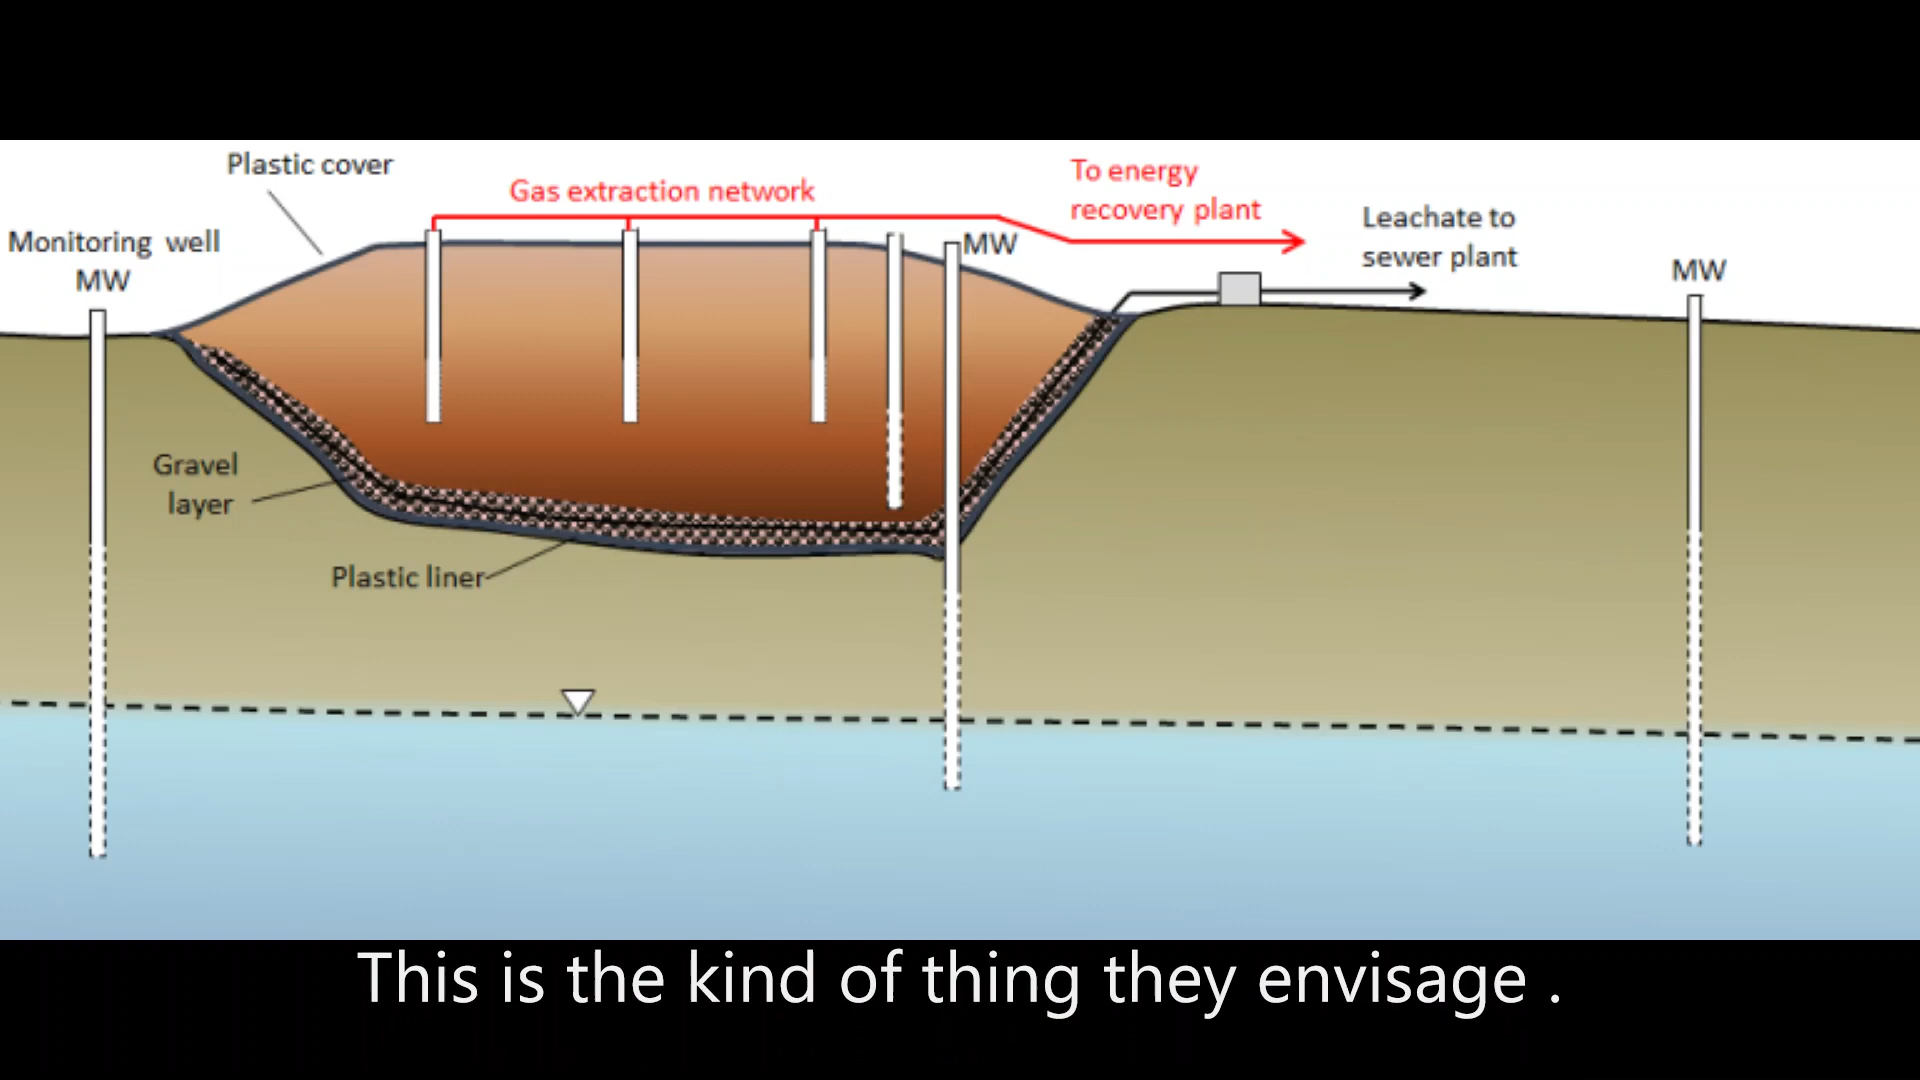 Plastic cover
Gas extraction network
To energy
recovery plant
Leachate to
sewer plant
Monitoring well
MW
MW
MW
Gravel
layer
Plastic liner
This is the kind of thing they envisage .